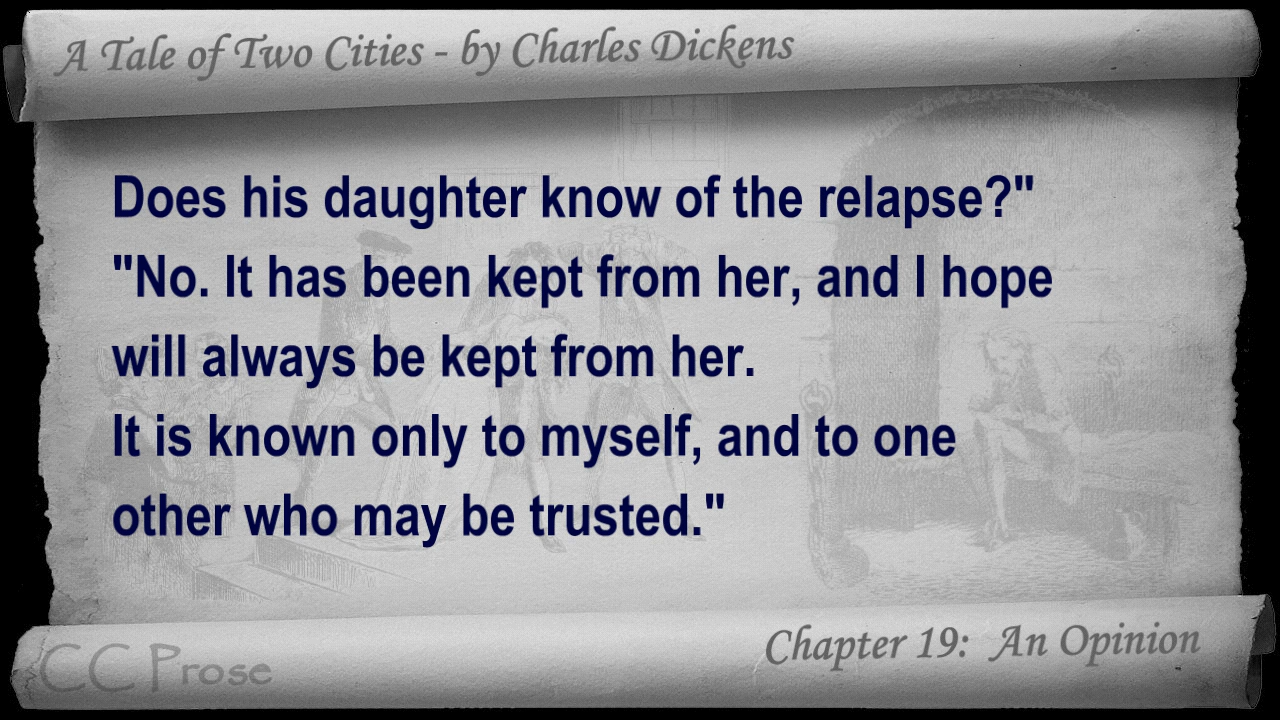 A Tale of Two Cities - by Charles Dickens
Does his daughter know of the relapse?"
"No. It has been kept from her, and I hope
will always be kept from her.
It is known only to myself, and to one
other who may be trusted."
Chapter 19: An Opinion
CC Prose